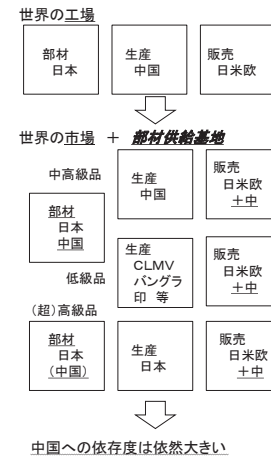 世界の工場
部材
日本
生産
中国
販売
日米欧
世界の市場 + 部材供給基地
中高級品
生産
中国
販売
日米欧
+中
部材
日本
中国
低級品
生産
CLMV
バングラ
印 等
販売
日米欧
+中
(超)高級品
部材
日本
(中国)
生産
日本
販売
日米欧
+中
中国への依存度は依然大きい